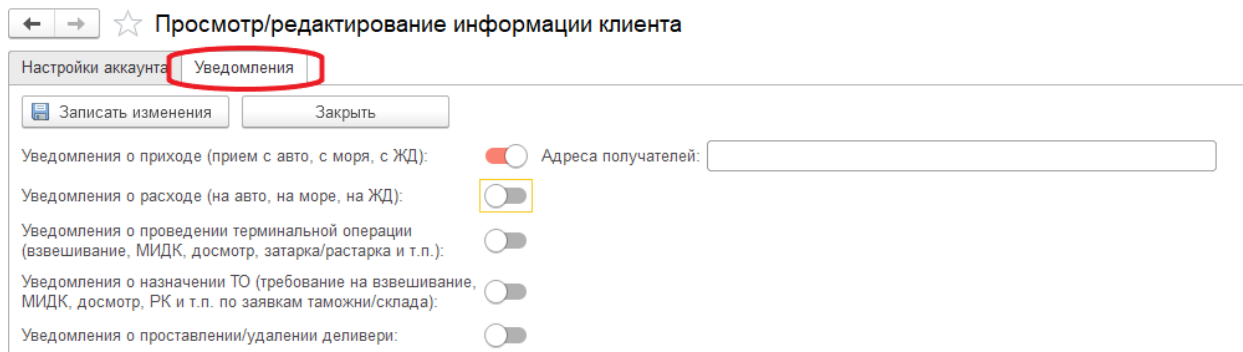 Просмотр/редактирование информации клиента
Настройки аккаунта Уведомления
Записать изменения Закрыть
Уведомления о приходе (прием с авто, с моря, с ЖД): Адреса получателей:
Уведомления о расходе (на авто, на море, на ЖД):
Уведомления о проведении терминальной операции
(взвешивание, МИДК, досмотр, затарка/растарка и т.п.):
Уведомления о назначении ТО (требование на взвешивание,
МИДК, досмотр, РК и т.п. по заявкам таможни/склада):
Уведомления о проставлении/удалении деливери: